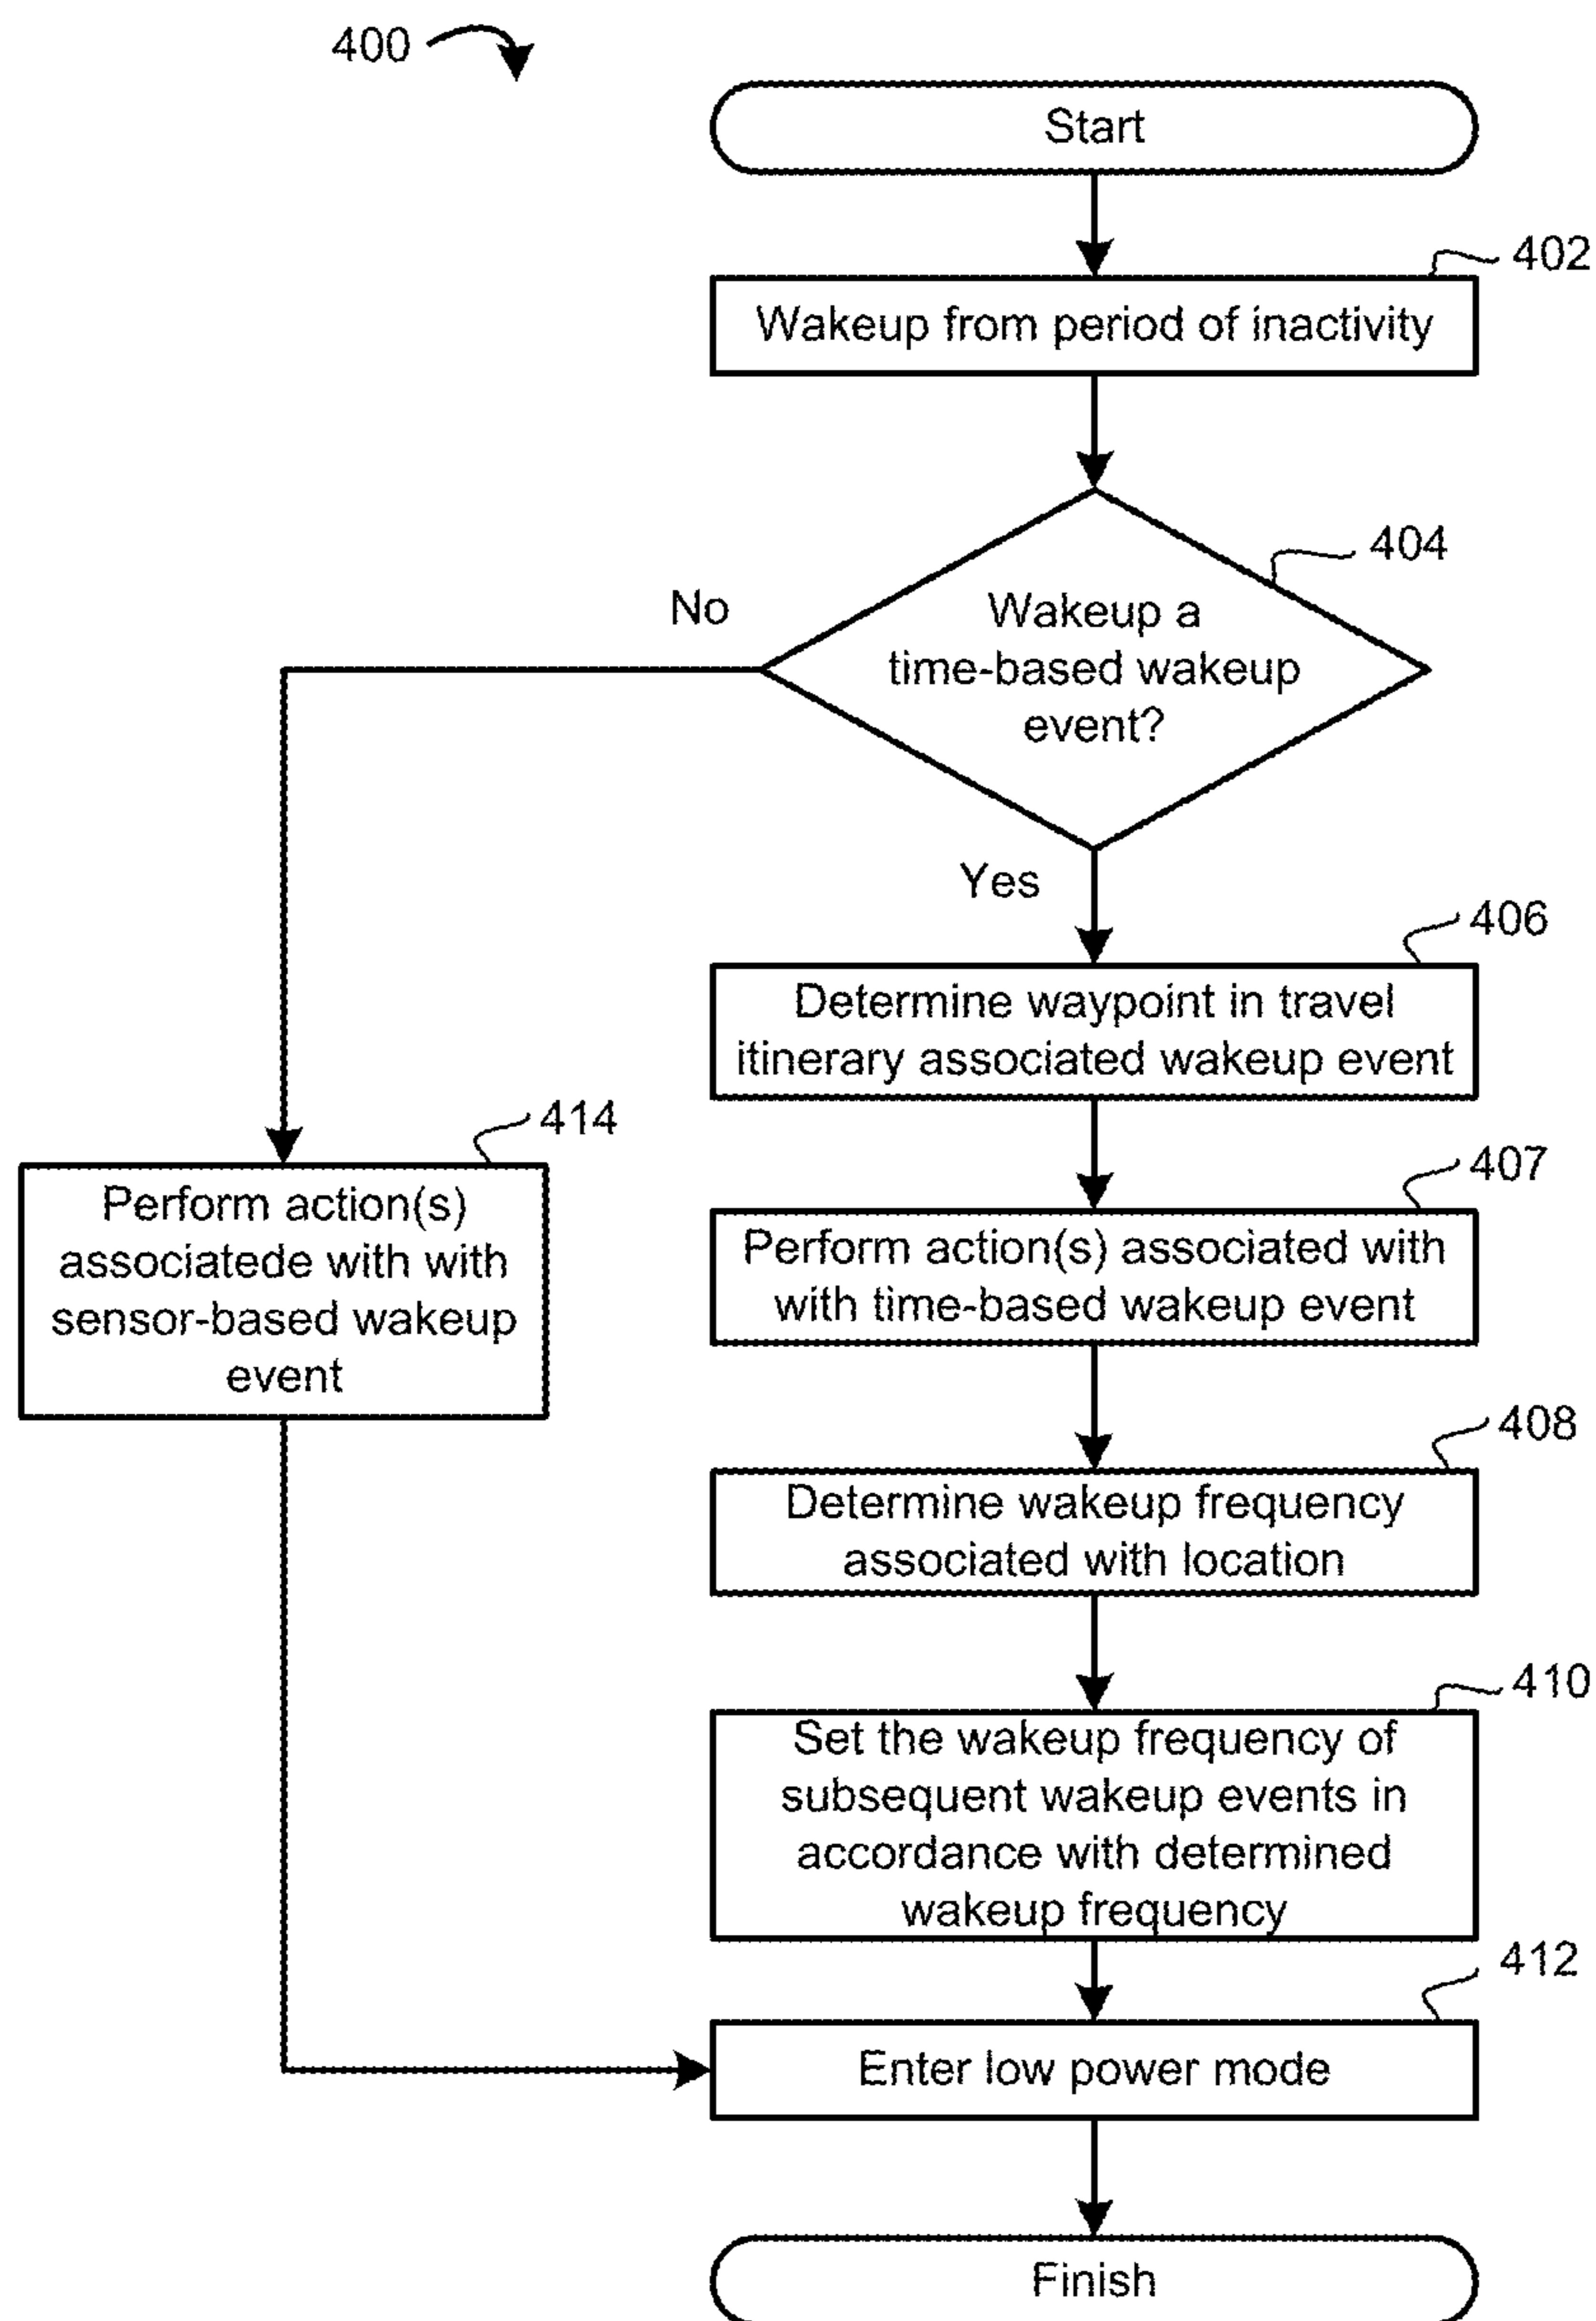 400
Start
402
Wakeup from period of inactivity
404
No
Wakeup a
time-based wakeup
event?
Yes
406
Determine waypoint in travel
itinerary associated wakeup event
414
Perform action(s)
associatede with with
sensor-based wakeup
event
407
Perform action(s) associated with
with time-based wakeup event
408
Determine wakeup frequency
associated with location
410
Set the wakeup frequency of
subsequent wakeup events in
accordance with determined
wakeup frequency
412
Enter low power mode
Finish